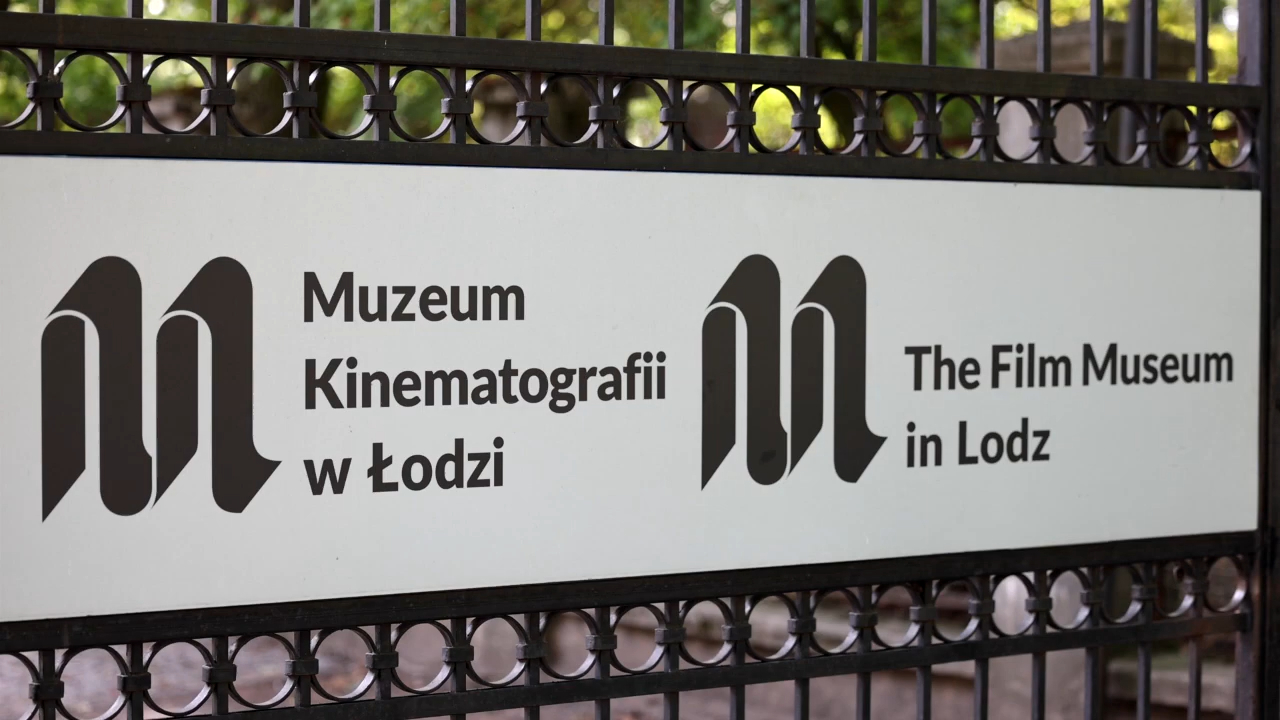 Muzeum
Kinematografii
w Łodzi
The Film Museum
in Lodz